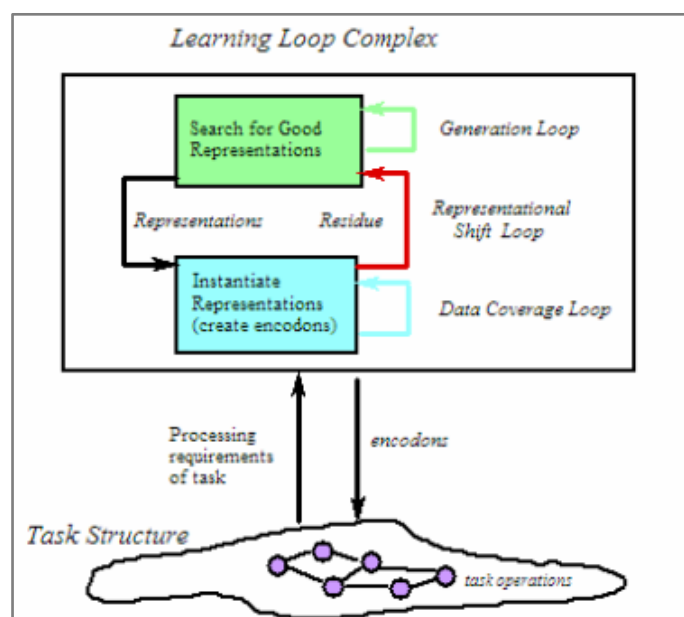 Learning Loop Complex
Search for Good
Representations
Generation Loop
Representations
Residue
Representational
Shift Loop
Instantiate
Representations
(create encodons)
Data Coverage Loop
Processing
requirements
of task
encodons
Task Structure
task operations